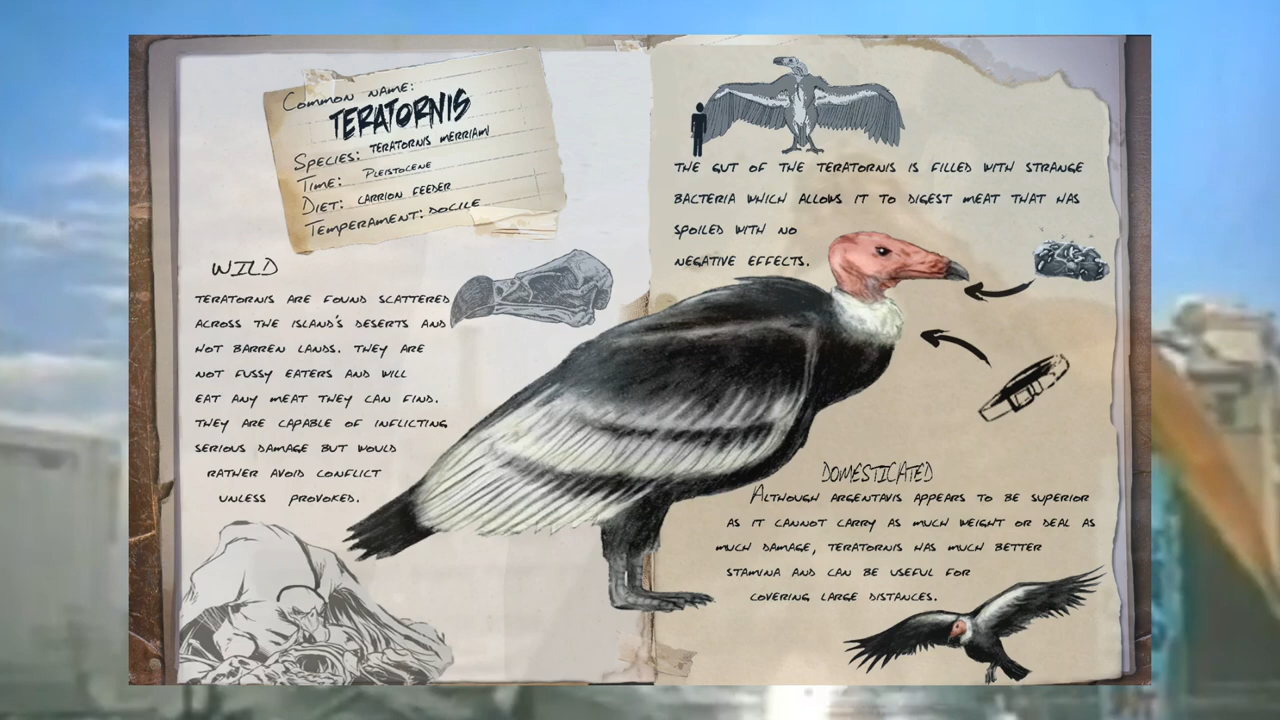 Common name:
TERATORNIS
Species: TERATORNIS MERRIAMI
Time: PLEISTOCENE
Diet: CARRION FEEDER
Temperament: DOCILE
WILD
TERATORNIS ARE FOUND SCATTERED
ACROSS THE ISLAND'S DESERTS AND
HOT BARREN LANDS. THEY ARE
NOT FUSSY EATERS AND WILL
EAT ANY MEAT THEY CAN FIND.
THEY ARE CAPABLE OF INFLICTING
SERIOUS DAMAGE BUT WOULD
RATHER AVOID CONFLICT
UNLESS PROVOKED.
THE GUT OF THE TERATORNIS IS FILLED WITH STRANGE
BACTERIA WHICH ALLOWS IT TO DIGEST MEAT THAT HAS
SPOILED WITH NO
NEGATIVE EFFECTS.
DOMESTICATED
ALTHOUGH ARGENTAVIS APPEARS TO BE SUPERIOR
AS IT CANNOT CARRY AS MUCH WEIGHT OR DEAL AS
MUCH DAMAGE, TERATORNIS HAS MUCH BETTER
STAMINA AND CAN BE USEFUL FOR
COVERING LARGE DISTANCES.